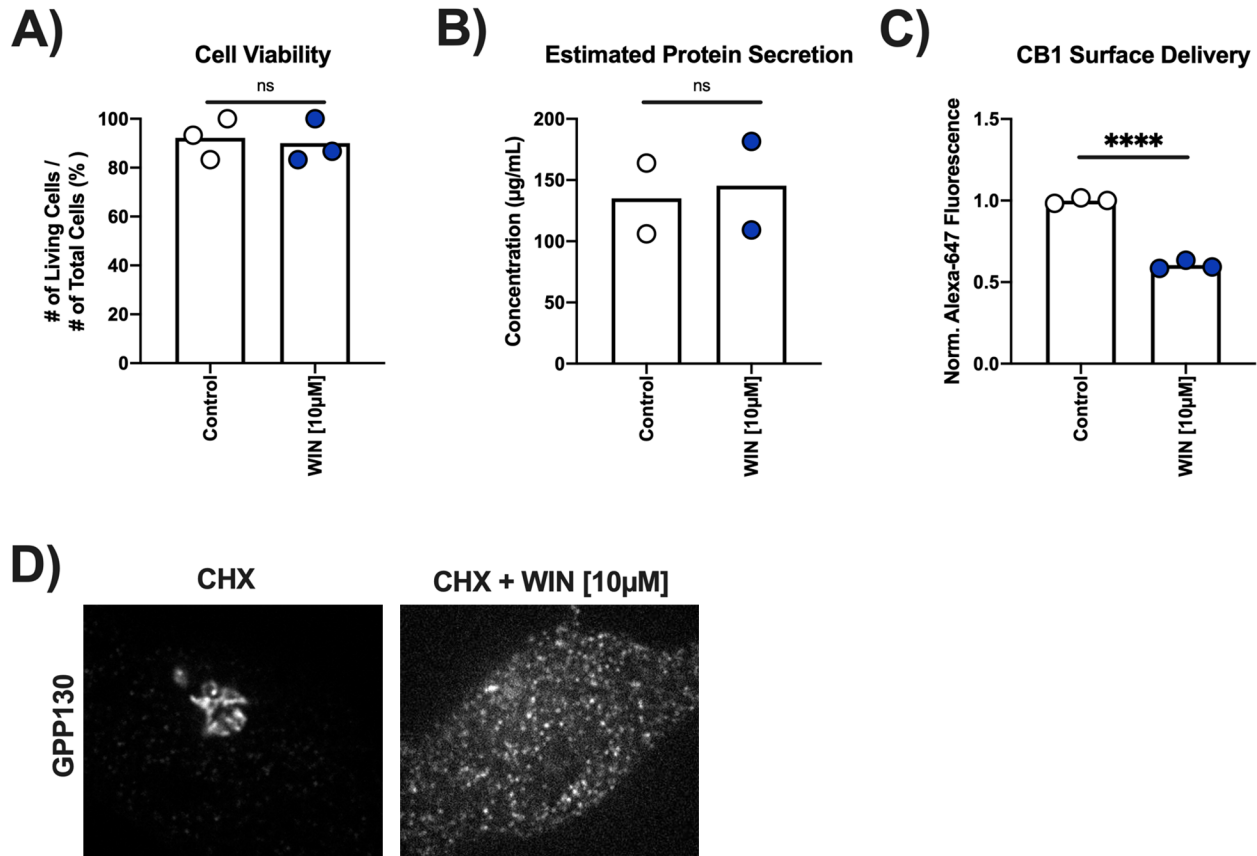 A)
Cell Viability
ns
# of Living Cells /
# of Total Cells (% )
100
80
60
40
20
0
Control
WIN [10µM]
B)
Estimated Protein Secretion
ns
Concentration (µg/mL)
200
150
100
50
0
Control
WIN [10µM]
C)
CB1 Surface Delivery
****
Norm. Alexa-647 Fluorescence
1.5
1.0
0.5
0.0
Control
WIN [10µM]
D)
CHX
CHX + WIN [10µM]
GPP130